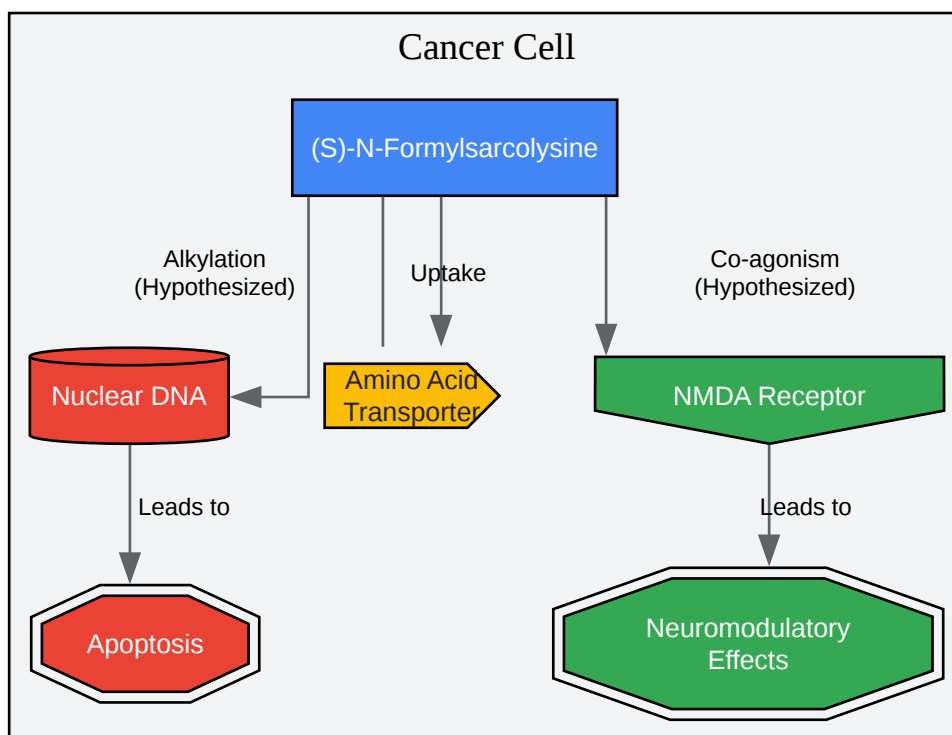 Cancer Cell
(S)-N-Formylsarcolysine
Alkylation
(Hypothesized)
Uptake
Co-agonism
(Hypothesized)
Nuclear DNA
Amino Acid
Transporter
NMDA Receptor
Leads to
Leads to
Apoptosis
Neuromodulatory
Effects